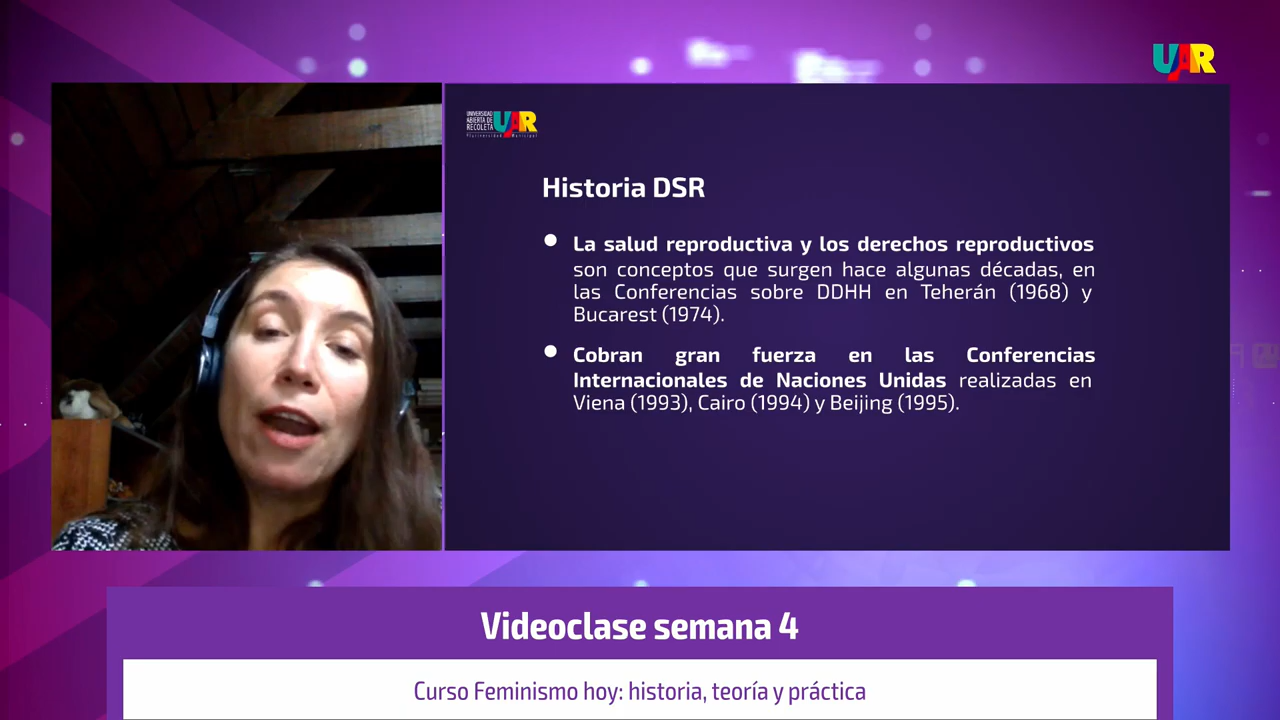 UAR
UNIVERSIDAD
ABIERTA DE
RECOLETA
UAR
Pluriversidad Municipal
Historia DSR
La salud reproductiva y los derechos reproductivos
son conceptos que surgen hace algunas décadas, en
las Conferencias sobre DDHH en Teherán (1968) y
Bucarest (1974).
Cobran gran fuerza en las Conferencias
Internacionales de Naciones Unidas realizadas en
Viena (1993), Cairo (1994) y Beijing (1995).
Videoclase semana 4
Curso Feminismo hoy: historia, teoría y práctica